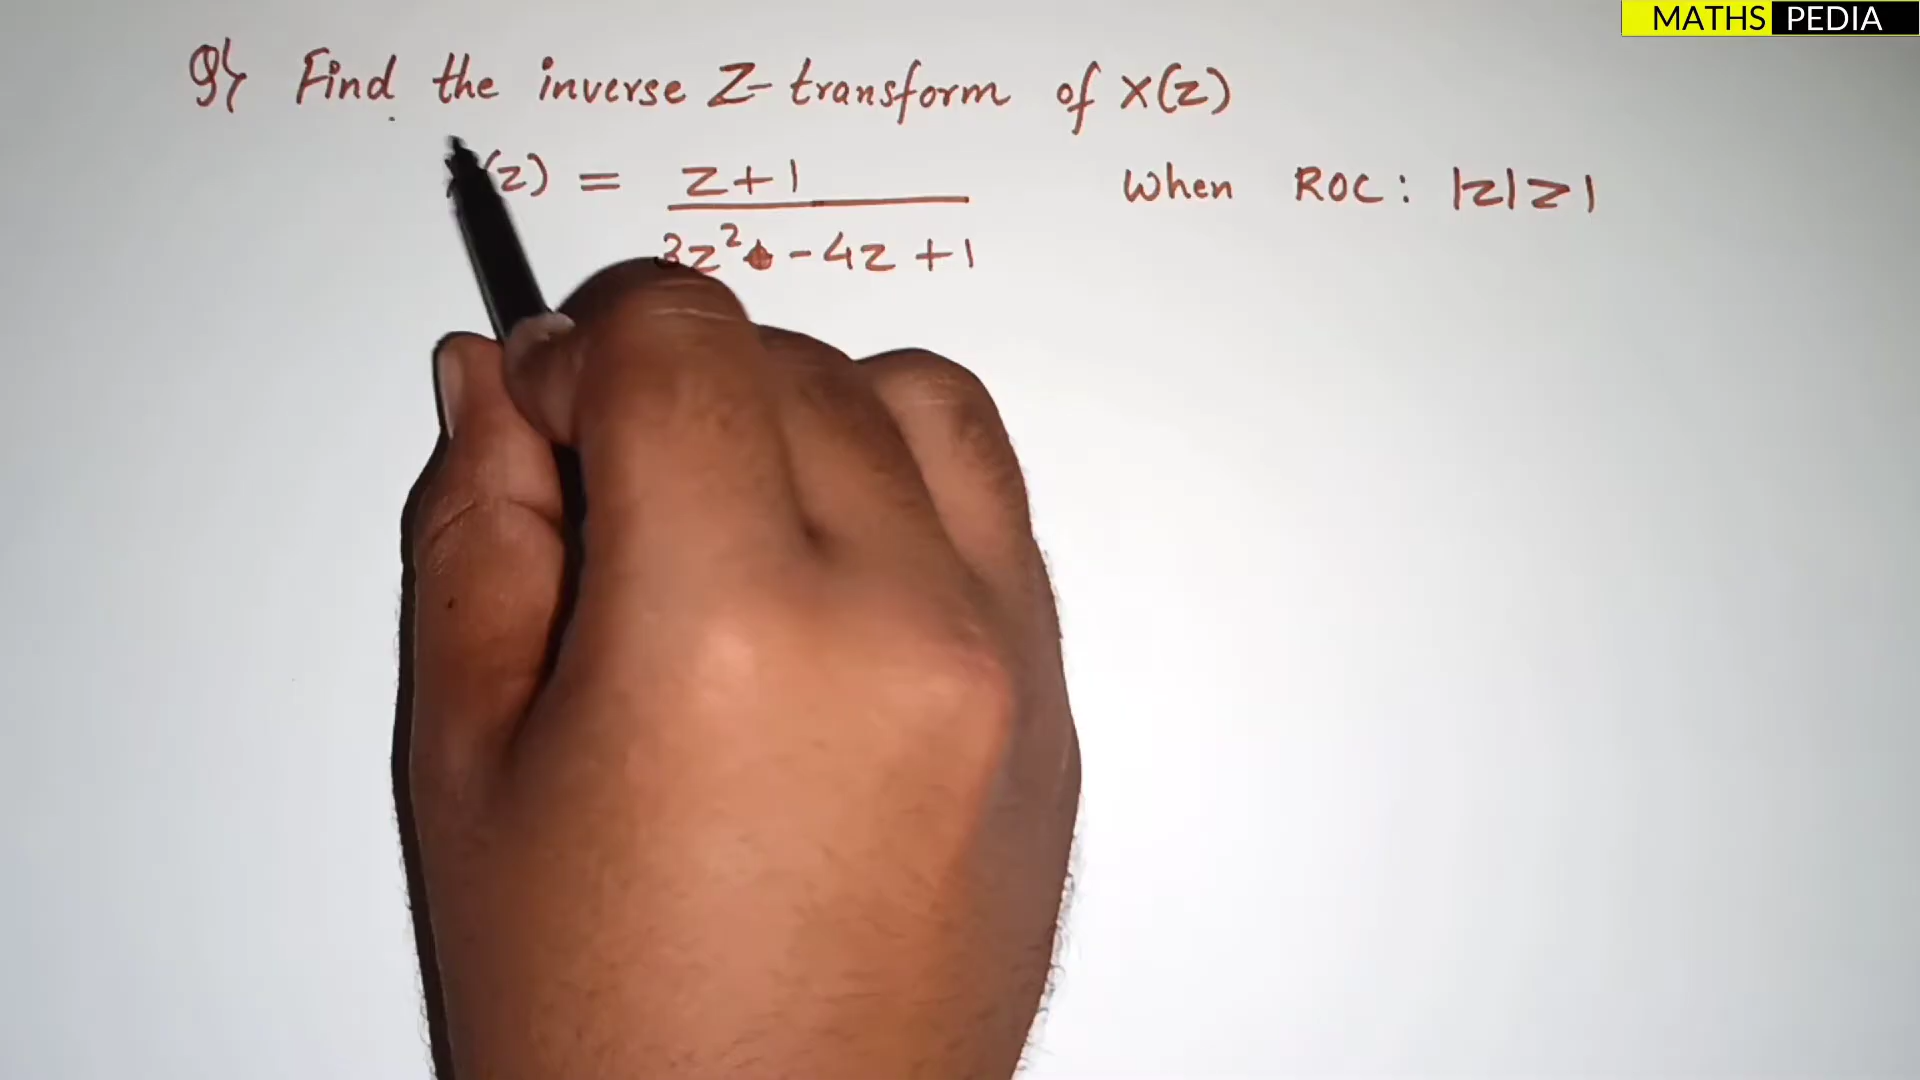 MATHS PEDIA
Q} Find the inverse Z-transform of X(z)
(z) = z+1 / 3z² -4z +1 When ROC: |z|>1